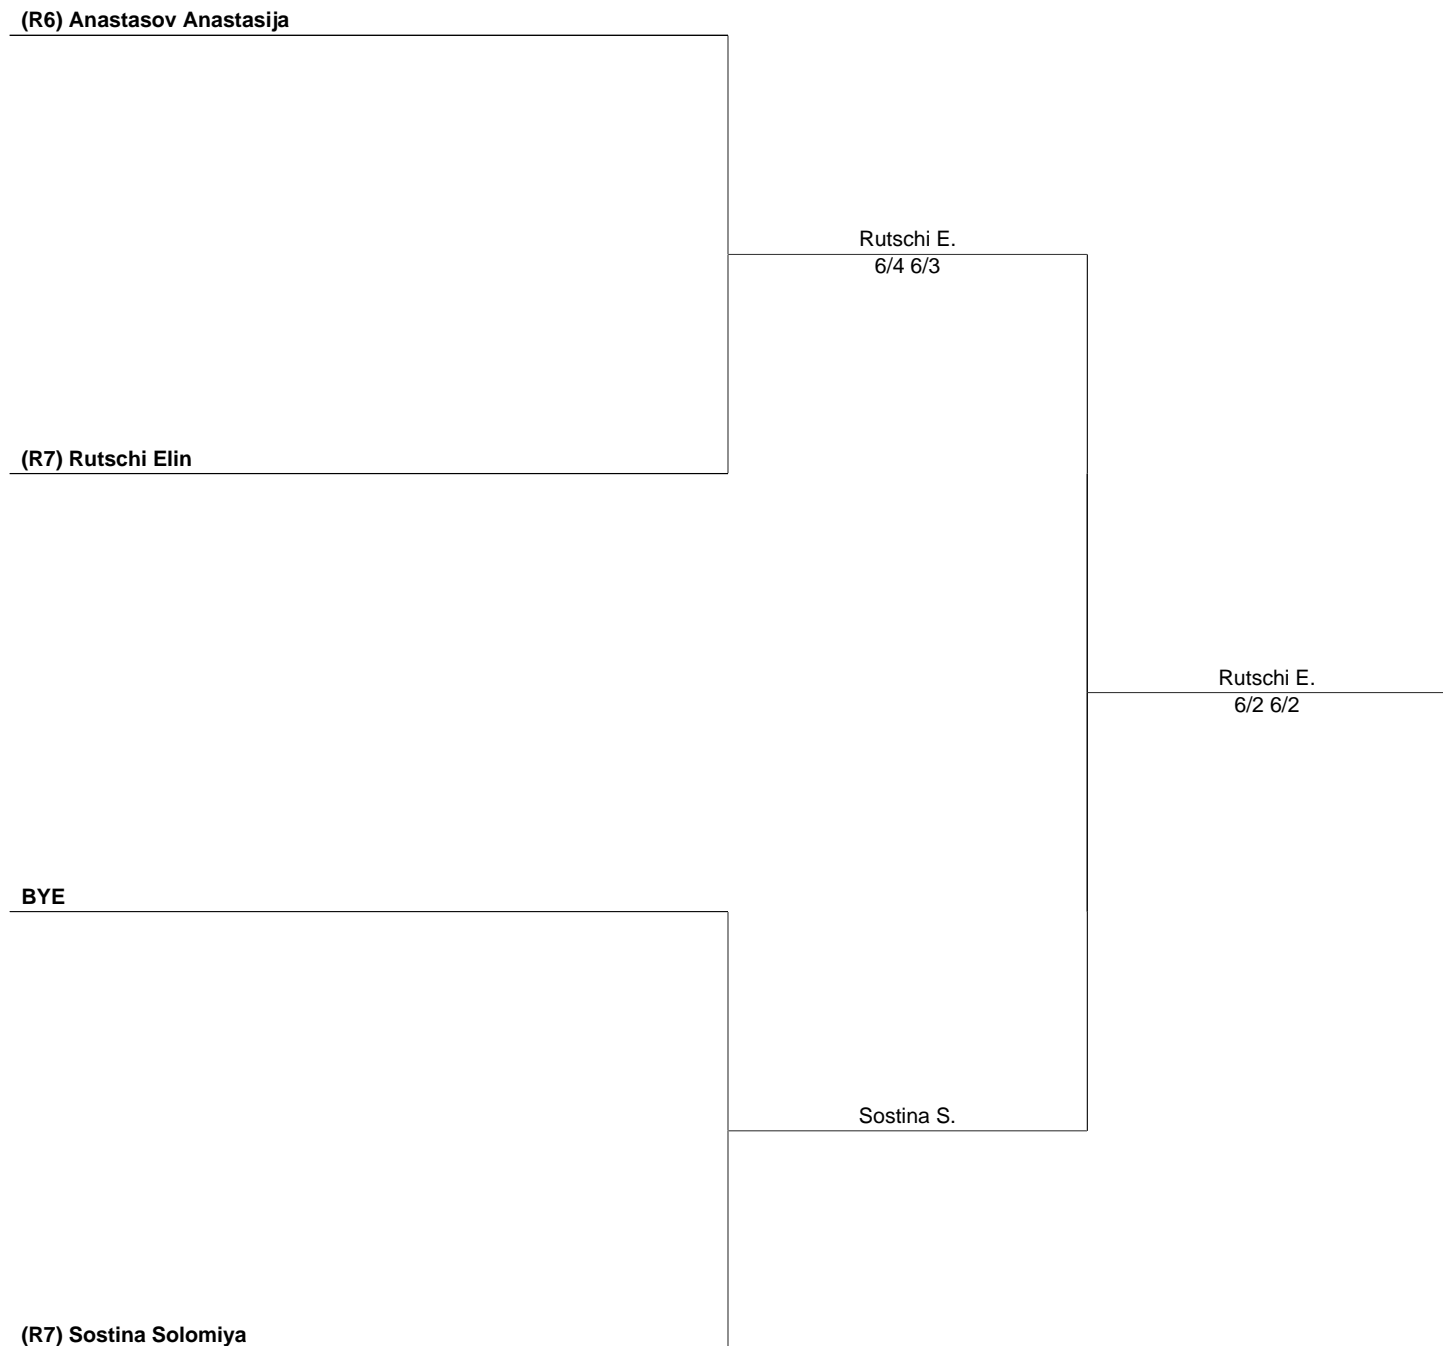 (R6) Anastasov Anastasija
Rutschi E.
6/4 6/3
(R7) Rutschi Elin
Rutschi E.
6/2 6/2
BYE
Sostina S.
(R7) Sostina Solomiya